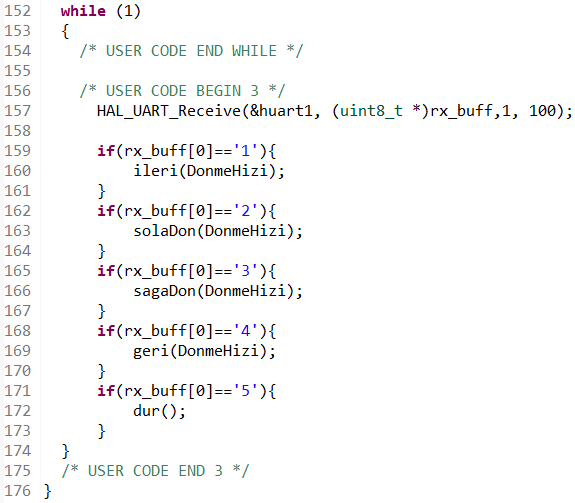 152 while (1)
153 {
154 /* USER CODE END WHILE */
155
156 /* USER CODE BEGIN 3 */
157 HAL_UART_Receive(&huart1, (uint8_t *)rx_buff,1, 100);
158
159 if(rx_buff[0]=='1'){
160 ileri(DonmeHizi);
161 }
162 if(rx_buff[0]=='2'){
163 solaDon(DonmeHizi);
164 }
165 if(rx_buff[0]=='3'){
166 sagaDon(DonmeHizi);
167 }
168 if(rx_buff[0]=='4'){
169 geri(DonmeHizi);
170 }
171 if(rx_buff[0]=='5'){
172 dur();
173 }
174 }
175 /* USER CODE END 3 */
176 }